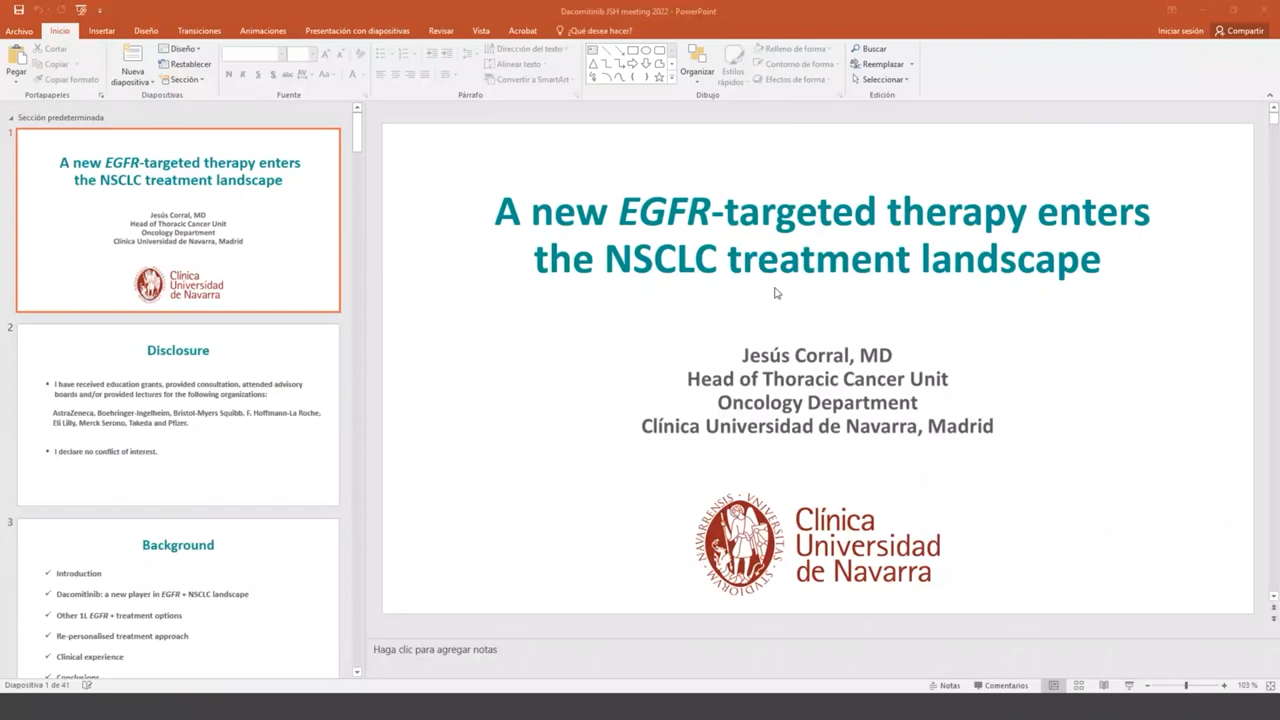 Dacomitinib JSH meeting 2022 - PowerPoint
Archivo Inicio Insertar Diseño Transiciones Animaciones Presentación con diapositivas Revisar Vista Acrobat ¿Qué desea hacer? Iniciar sesión Compartir
Pegar
Cortar
Copiar
Copiar formato
Portapapeles
Nueva
diapositiva
Diseño
Restablecer
Sección
Diapositivas
N K S S abc AV Aa A
Fuente
Dirección del texto
Alinear texto
Convertir a SmartArt
Párrafo
Organizar
Estilos
rápidos
Relleno de forma
Contorno de forma
Efectos de forma
Dibujo
Buscar
Reemplazar
Seleccionar
Edición
Sección predeterminada
1
A new EGFR-targeted therapy enters
the NSCLC treatment landscape
Jesús Corral, MD
Head of Thoracic Cancer Unit
Oncology Department
Clínica Universidad de Navarra, Madrid
Clínica
Universidad
de Navarra
2
Disclosure
• I have received education grants, provided consultation, attended advisory
boards and/or provided lectures for the following organizations:
AstraZeneca, Boehringer-Ingelheim, Bristol-Myers Squibb, F. Hoffmann-La Roche,
Eli Lilly, Merck Serono, Takeda and Pfizer.
• I declare no conflict of interest.
3
Background
✓ Introduction
✓ Dacomitinib: a new player in EGFR + NSCLC landscape
✓ Other 1L EGFR + treatment options
✓ Re-personalised treatment approach
✓ Clinical experience
Conclusions
A new EGFR-targeted therapy enters
the NSCLC treatment landscape
Jesús Corral, MD
Head of Thoracic Cancer Unit
Oncology Department
Clínica Universidad de Navarra, Madrid
Clínica
Universidad
de Navarra
Haga clic para agregar notas
Diapositiva 1 de 41 Notas Comentarios 103 %